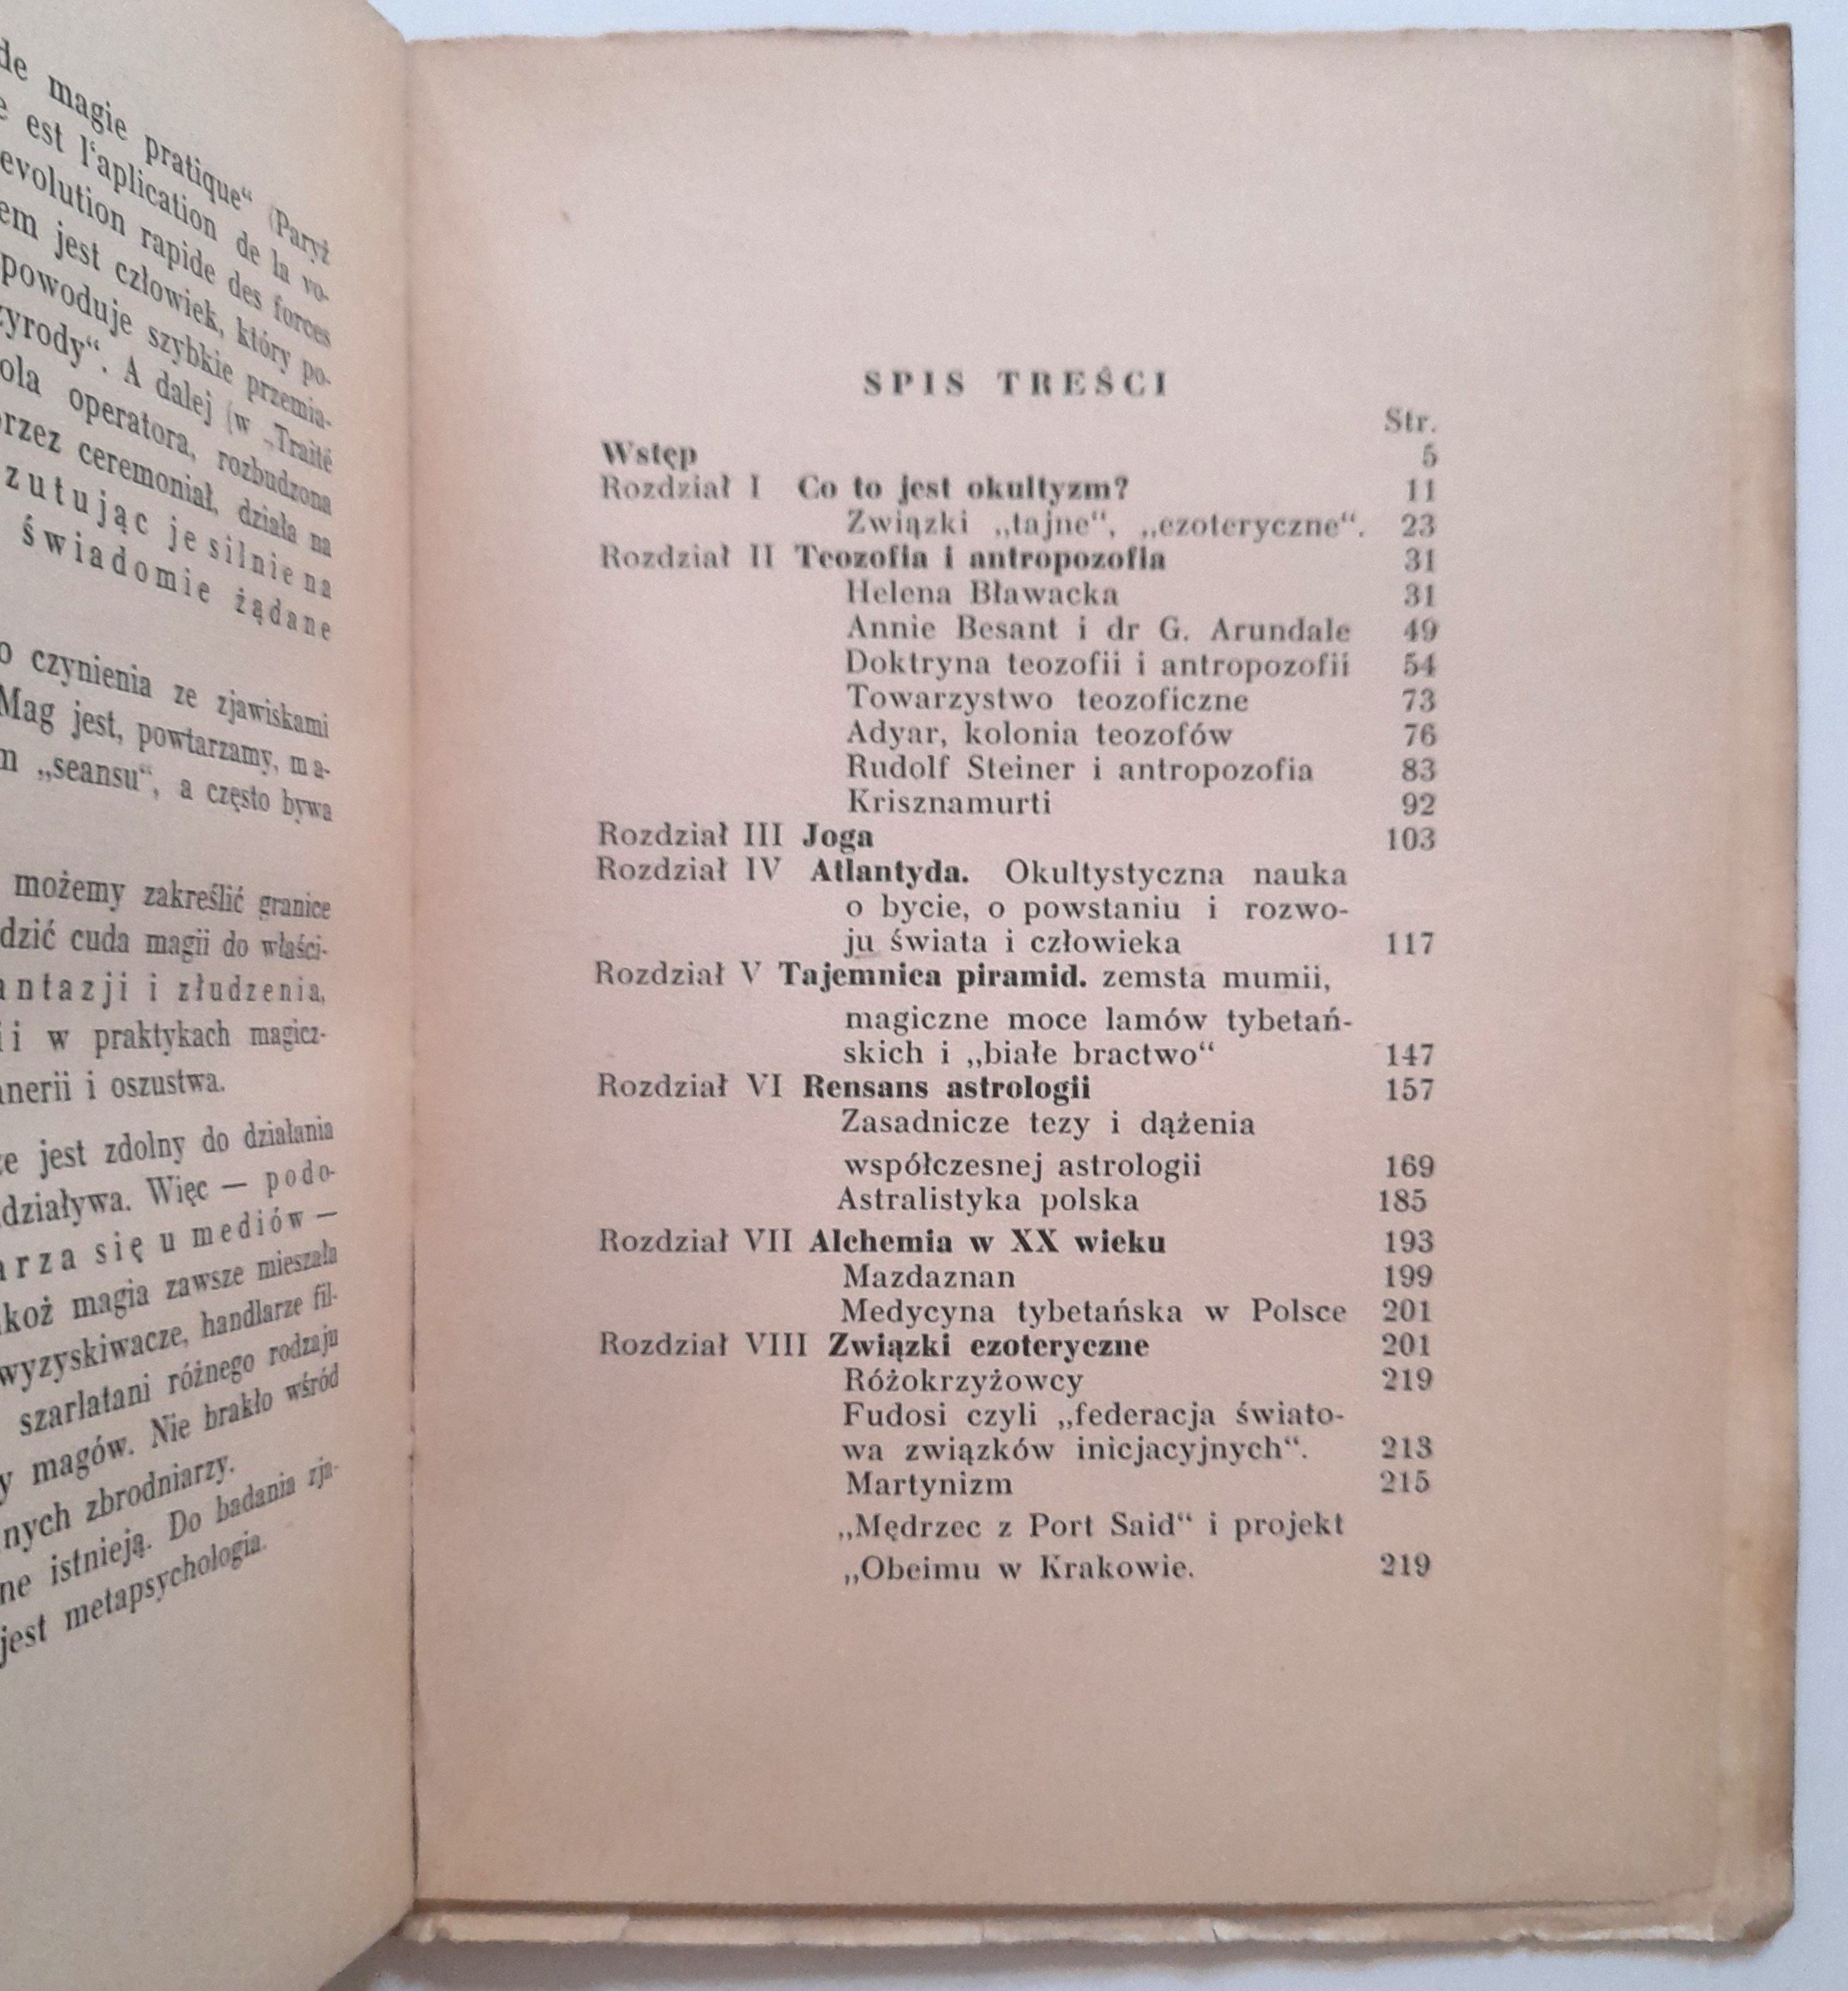 de magie pratique“ (Paryż
e est l‘aplication de la vo-
evolution rapide des forces
em jest człowiek, który po-
powoduje szybkie przemia-
zyrody“. A dalej (w „Traité
ola operatora, rozbudzona
przez ceremoniał, działa na
zutując je silnie na
świadomie żądane
o czynienia ze zjawiskami
Mag jest, powtarzamy, ma-
m „seansu“, a często bywa
możemy zakreślić granice
dzić cuda magii do właści-
antazji i złudzenia,
ii w praktykach magicz-
anerii i oszustwa.
że jest zdolny do działania
działywa. Więc — podo-
arza się u mediów —
koż magia zawsze mieszała
wyzyskiwacze, handlarze fil-
szarlatani różnego rodzaju
y magów. Nie brakło wśród
nych zbrodniarzy.
ne istnieją. Do badania zja-
jest metapsychologia.
SPIS TREŚCI
Str.
Wstęp 5
Rozdział I Co to jest okultyzm? 11
Związki „tajne“, „ezoteryczne“. 23
Rozdział II Teozofia i antropozofia 31
Helena Bławacka 31
Annie Besant i dr G. Arundale 49
Doktryna teozofii i antropozofii 54
Towarzystwo teozoficzne 73
Adyar, kolonia teozofów 76
Rudolf Steiner i antropozofia 83
Krisznamurti 92
Rozdział III Joga 103
Rozdział IV Atlantyda. Okultystyczna nauka
o bycie, o powstaniu i rozwo-
ju świata i człowieka 117
Rozdział V Tajemnica piramid. zemsta mumii,
magiczne moce lamów tybetań-
skich i „białe bractwo“ 147
Rozdział VI Rensans astrologii 157
Zasadnicze tezy i dążenia
współczesnej astrologii 169
Astralistyka polska 185
Rozdział VII Alchemia w XX wieku 193
Mazdaznan 199
Medycyna tybetańska w Polsce 201
Rozdział VIII Związki ezoteryczne 201
Różokrzyżowcy 219
Fudosi czyli „federacja świato-
wa związków inicjacyjnych“. 213
Martynizm 215
„Mędrzec z Port Said“ i projekt
„Obeimu w Krakowie. 219